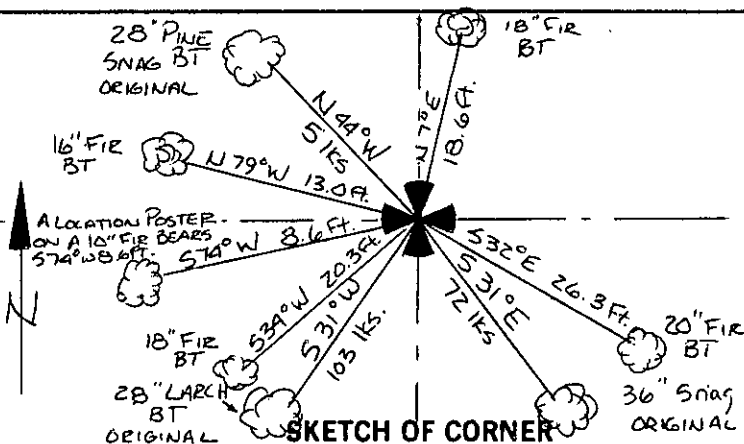 28" PINE
SNAG BT
ORIGINAL
18" FIR
BT
N 44° W
51KS
N 7° E
18.6 Ft.
16" FIR
BT
N 79° W 13.0 Ft.
A LOCATION POSTER
ON A 10" FIR BEARS
S74° W 8.6 Ft.
S74° W 8.6 Ft.
N
S34° W 20.3 Ft.
S 31° W
103 lks.
S32° E 26.3 Ft.
S 31° E
72 lks
18" FIR
BT
20" FIR
BT
28" LARCH
BT
ORIGINAL
36" Snag
ORIGINAL
SKETCH OF CORNER